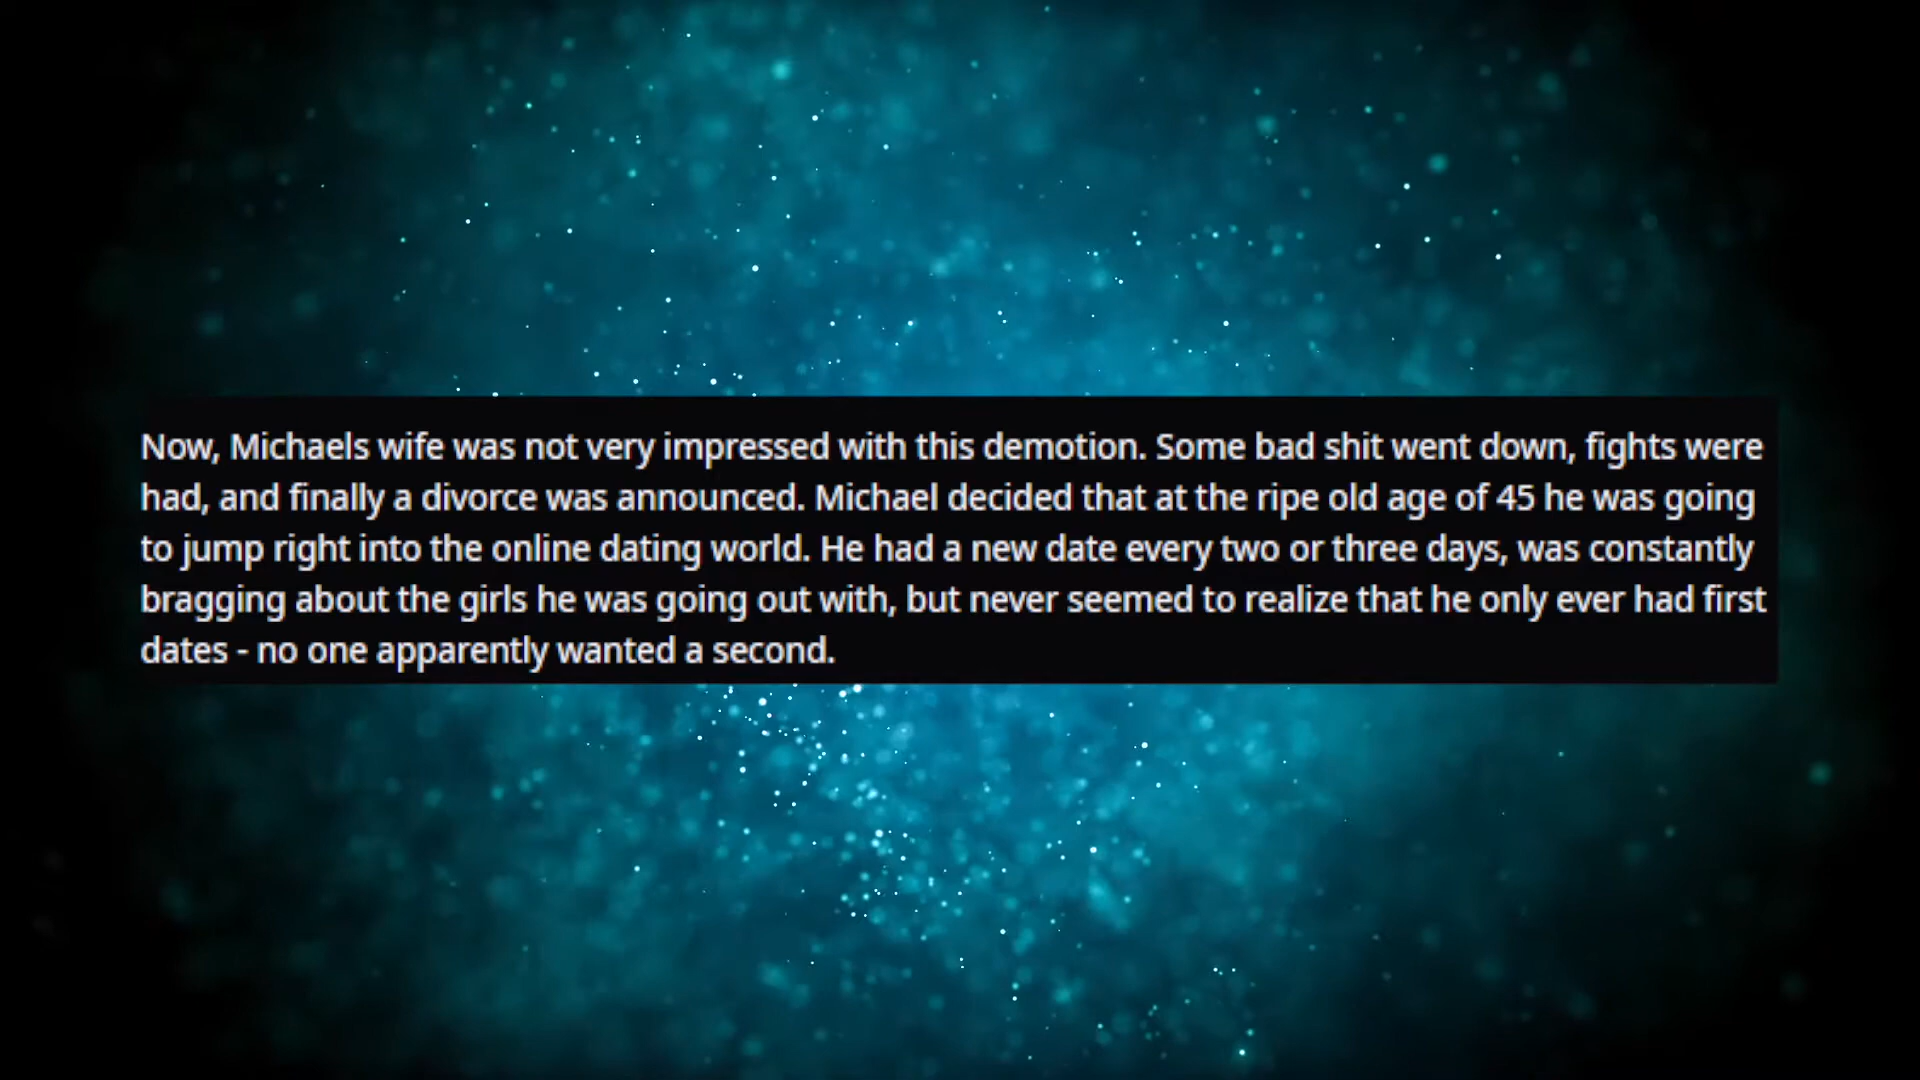 Now, Michaels wife was not very impressed with this demotion. Some bad shit went down, fights were
had, and finally a divorce was announced. Michael decided that at the ripe old age of 45 he was going
to jump right into the online dating world. He had a new date every two or three days, was constantly
bragging about the girls he was going out with, but never seemed to realize that he only ever had first
dates - no one apparently wanted a second.